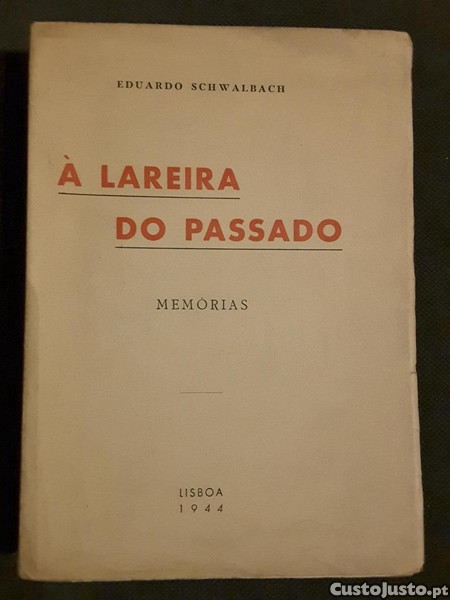 EDUARDO SCHWALBACH
À LAREIRA
DO PASSADO
MEMÓRIAS
LISBOA
1944
CustoJusto.pt